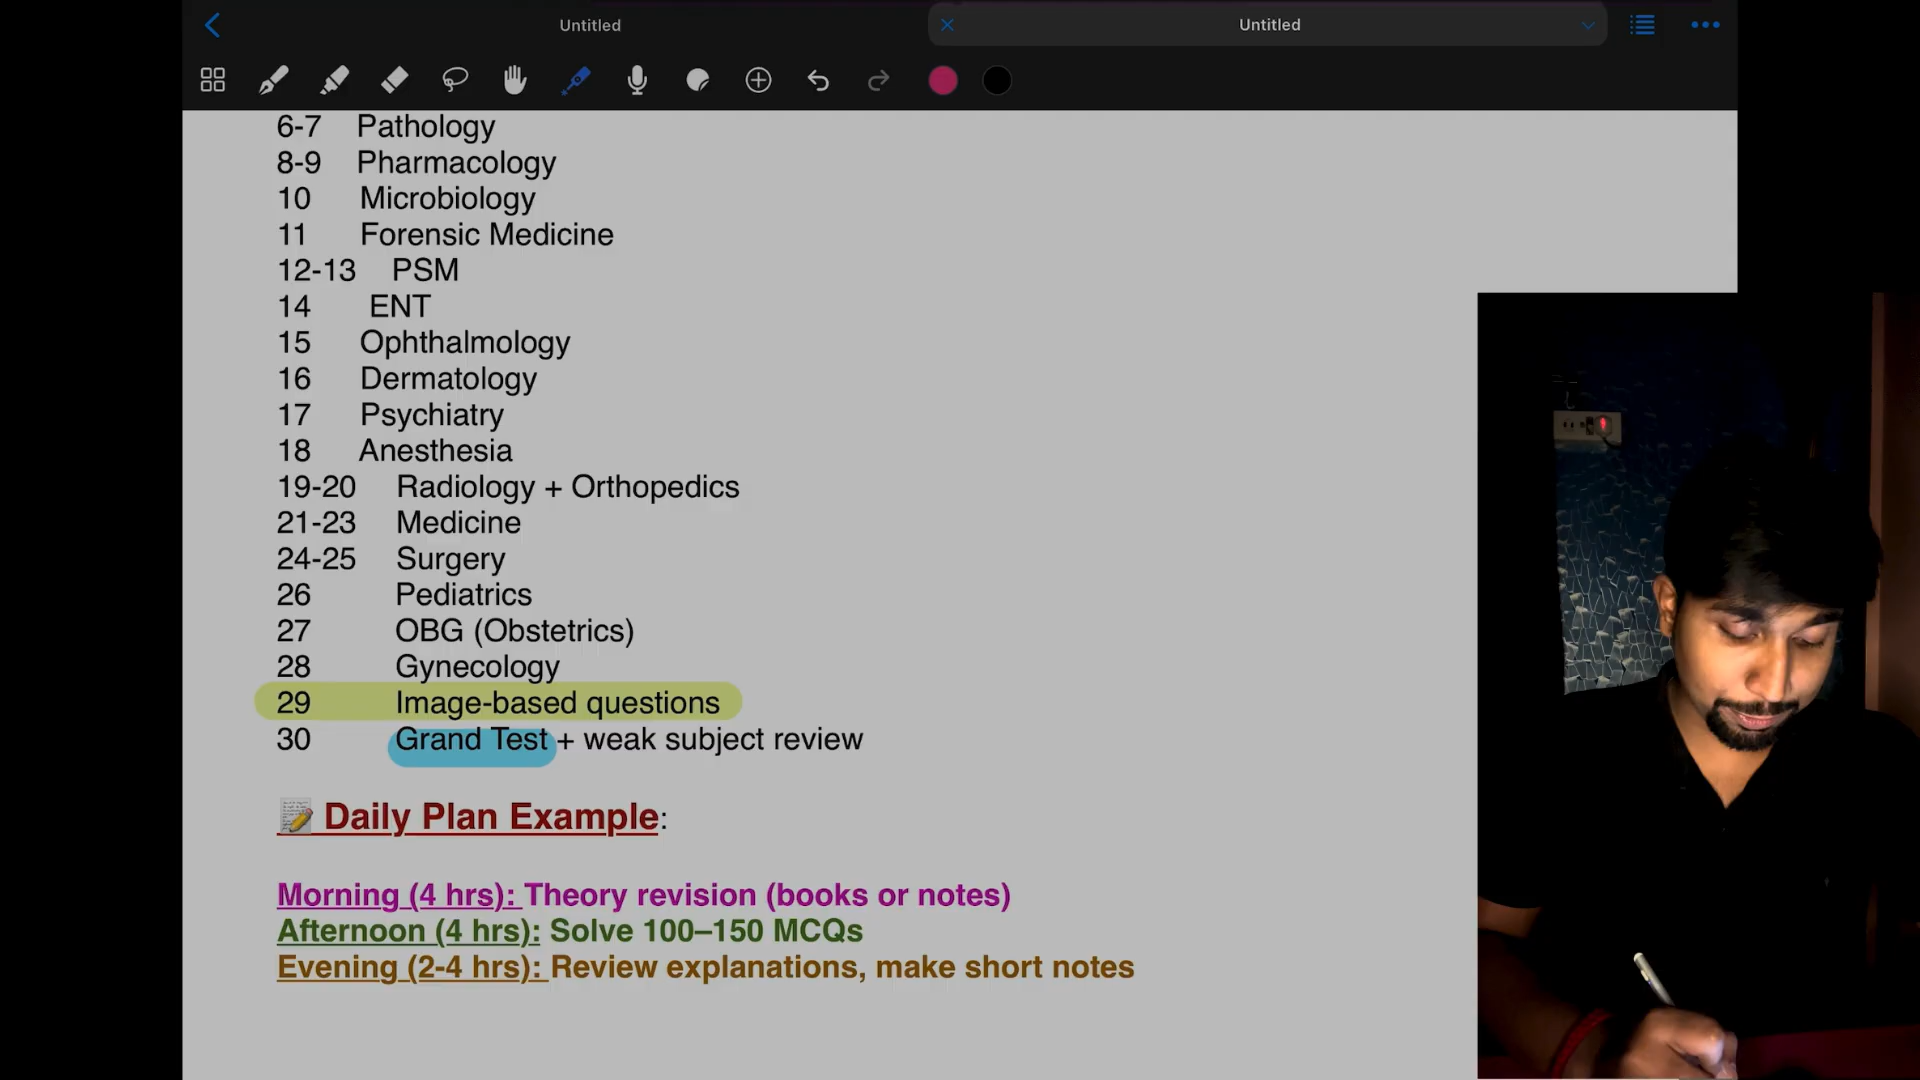 Untitled
Untitled
6-7 Pathology
8-9 Pharmacology
10 Microbiology
11 Forensic Medicine
12-13 PSM
14 ENT
15 Ophthalmology
16 Dermatology
17 Psychiatry
18 Anesthesia
19-20 Radiology + Orthopedics
21-23 Medicine
24-25 Surgery
26 Pediatrics
27 OBG (Obstetrics)
28 Gynecology
29 Image-based questions
30 Grand Test + weak subject review
📝 Daily Plan Example:
Morning (4 hrs): Theory revision (books or notes)
Afternoon (4 hrs): Solve 100–150 MCQs
Evening (2-4 hrs): Review explanations, make short notes